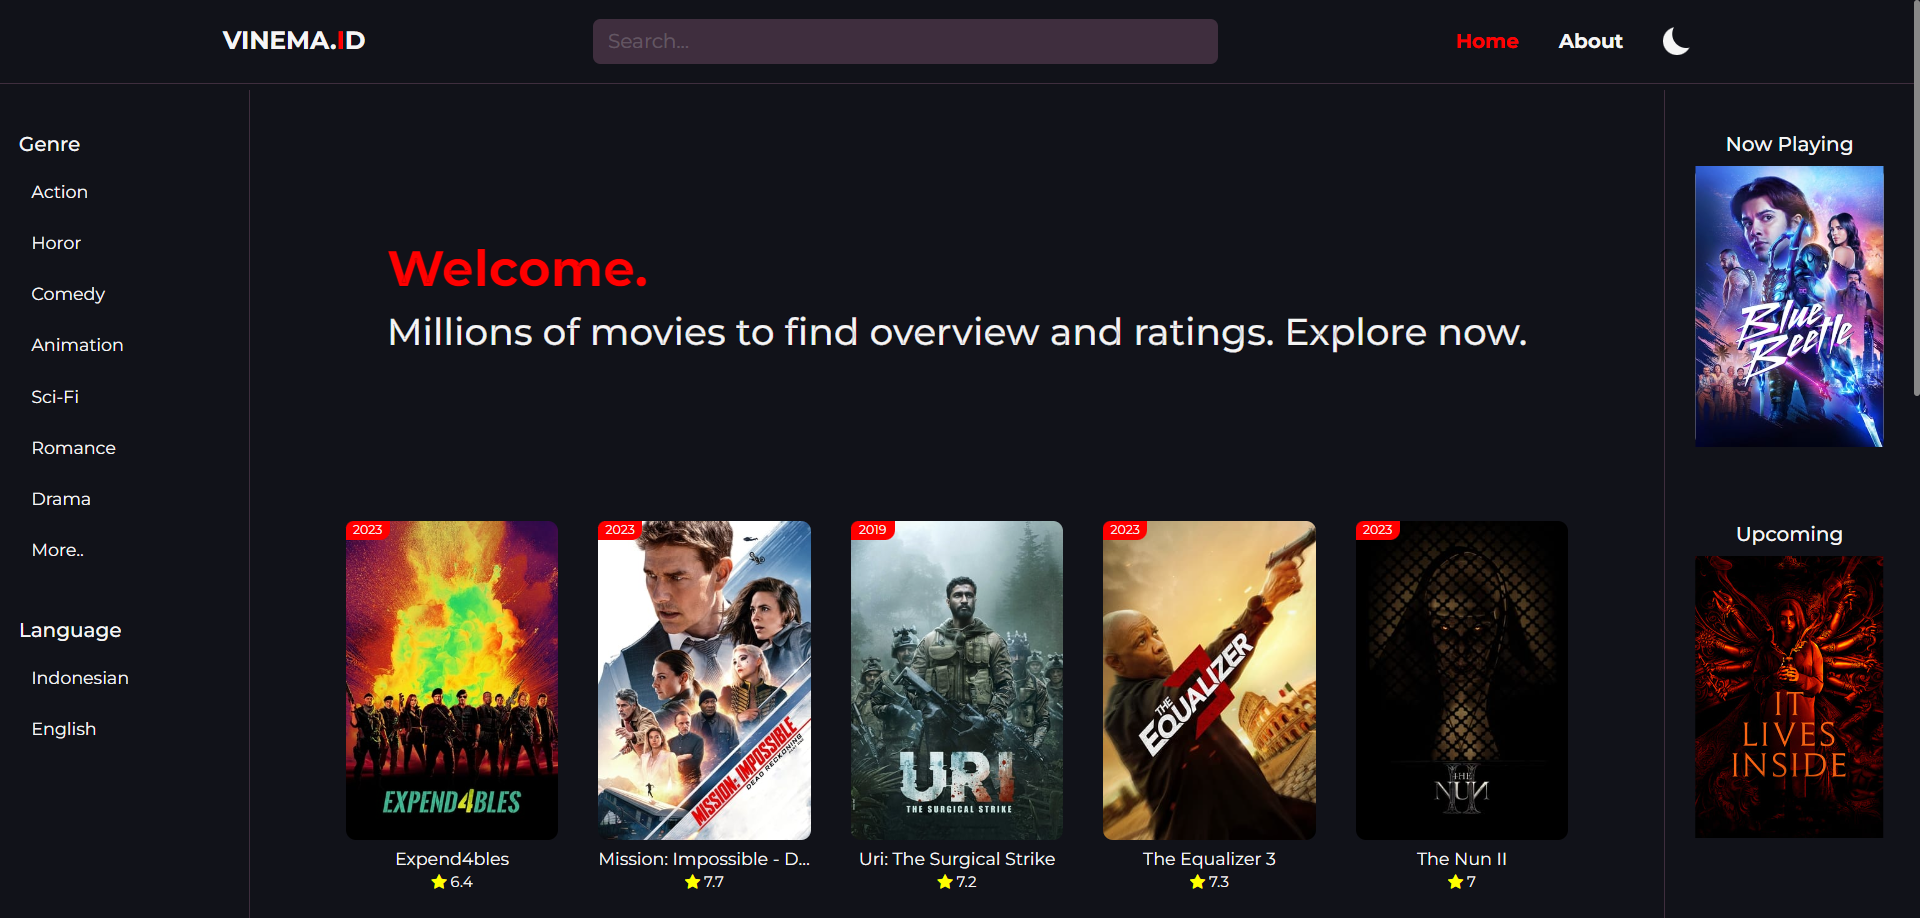 VINEMA.ID
Search...
Home
About
Genre
Action
Horor
Comedy
Animation
Sci-Fi
Romance
Drama
More..
Language
Indonesian
English
Welcome.
Millions of movies to find overview and ratings. Explore now.
2023
EXPEND4BLES
Expend4bles
6.4
2023
MISSION: IMPOSSIBLE
DEAD RECKONING
Mission: Impossible - D...
7.7
2019
URI
THE SURGICAL STRIKE
Uri: The Surgical Strike
7.2
2023
THE
EQUALIZER
3
The Equalizer 3
7.3
2023
THE
NUN
II
The Nun II
7
Now Playing
Blue
Beetle
Upcoming
IT
LIVES
INSIDE